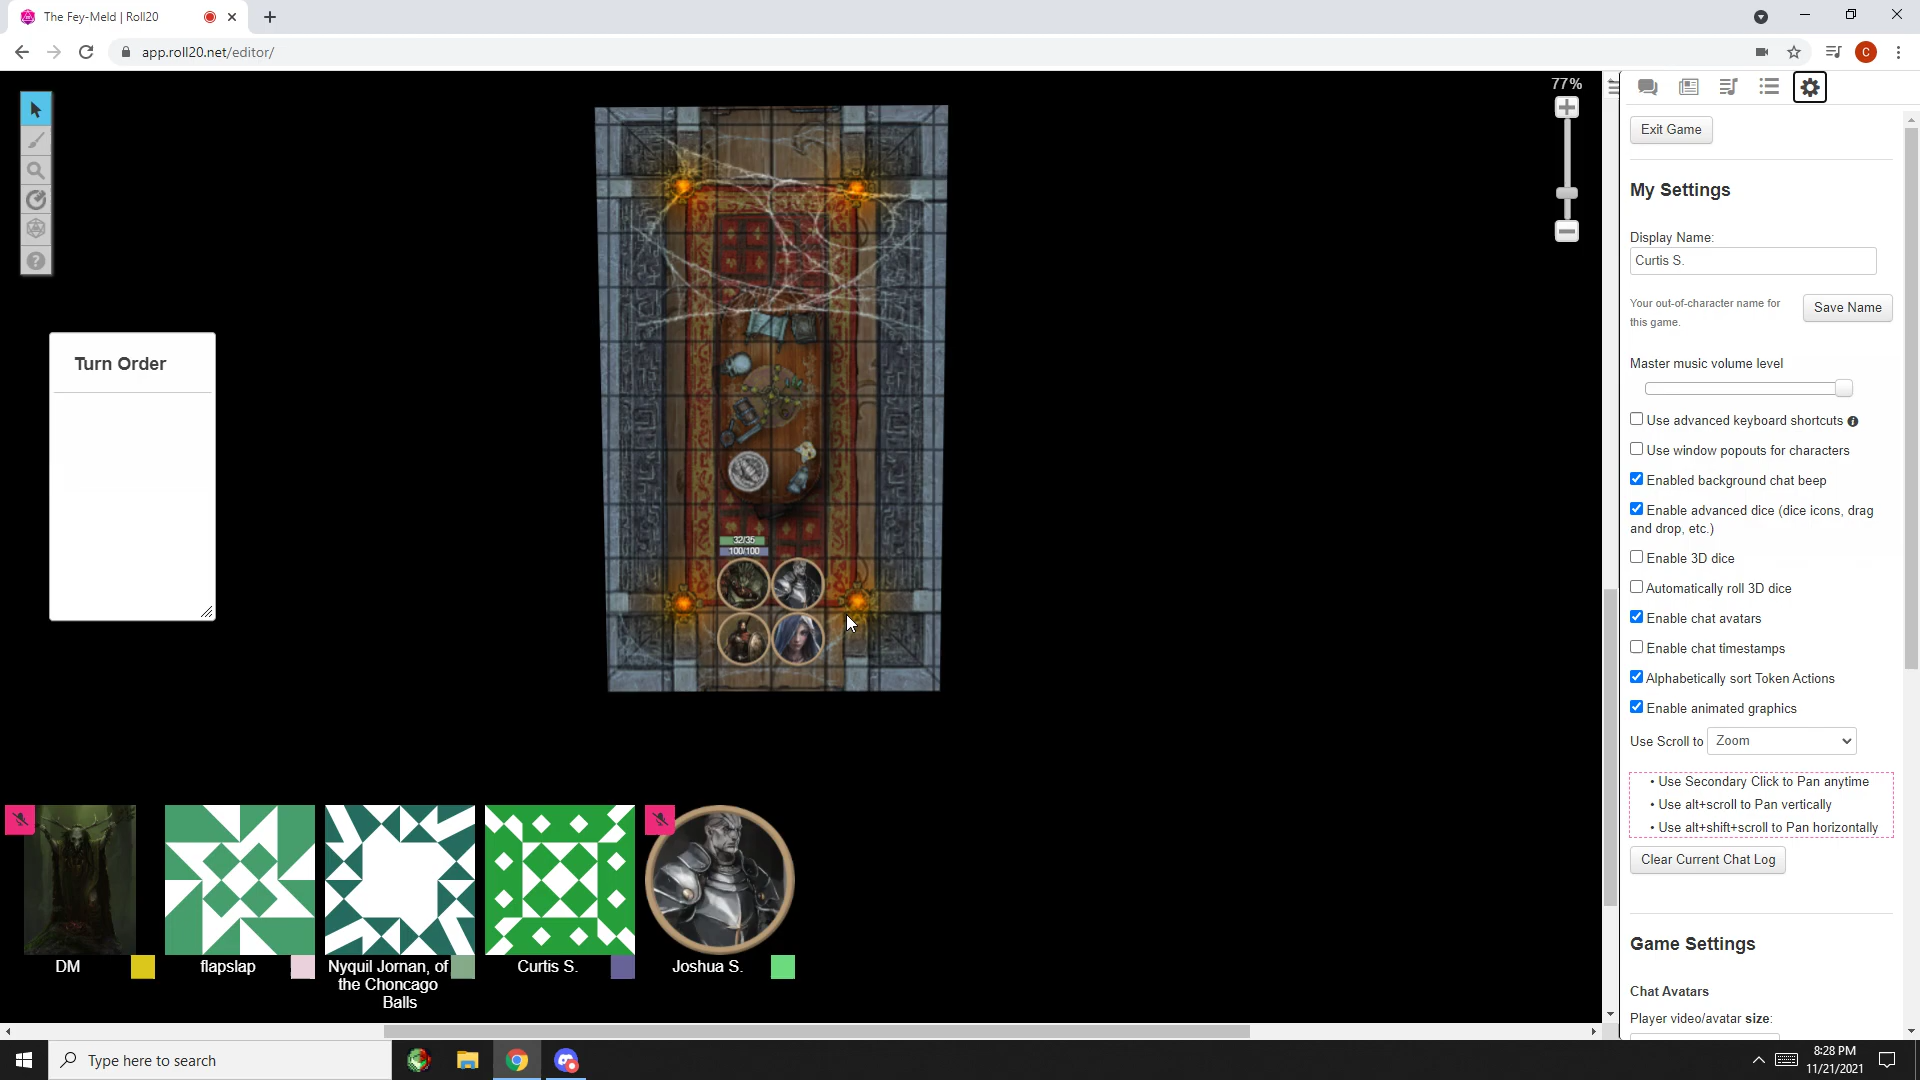 The Fey-Meld | Roll20
app.roll20.net/editor/
C
77%
Exit Game
My Settings
Display Name:
Curtis S.
Your out-of-character name for
this game.
Save Name
Master music volume level
Use advanced keyboard shortcuts
Use window popouts for characters
Enabled background chat beep
Enable advanced dice (dice icons, drag
and drop, etc.)
Enable 3D dice
Automatically roll 3D dice
Enable chat avatars
Enable chat timestamps
Alphabetically sort Token Actions
Enable animated graphics
Use Scroll to Zoom
• Use Secondary Click to Pan anytime
• Use alt+scroll to Pan vertically
• Use alt+shift+scroll to Pan horizontally
Clear Current Chat Log
Game Settings
Chat Avatars
Player video/avatar size:
Turn Order
32/35
100/100
DM
flapslap
Nyquil Jornan, of
the Choncago
Balls
Curtis S.
Joshua S.
Type here to search
8:28 PM
11/21/2021